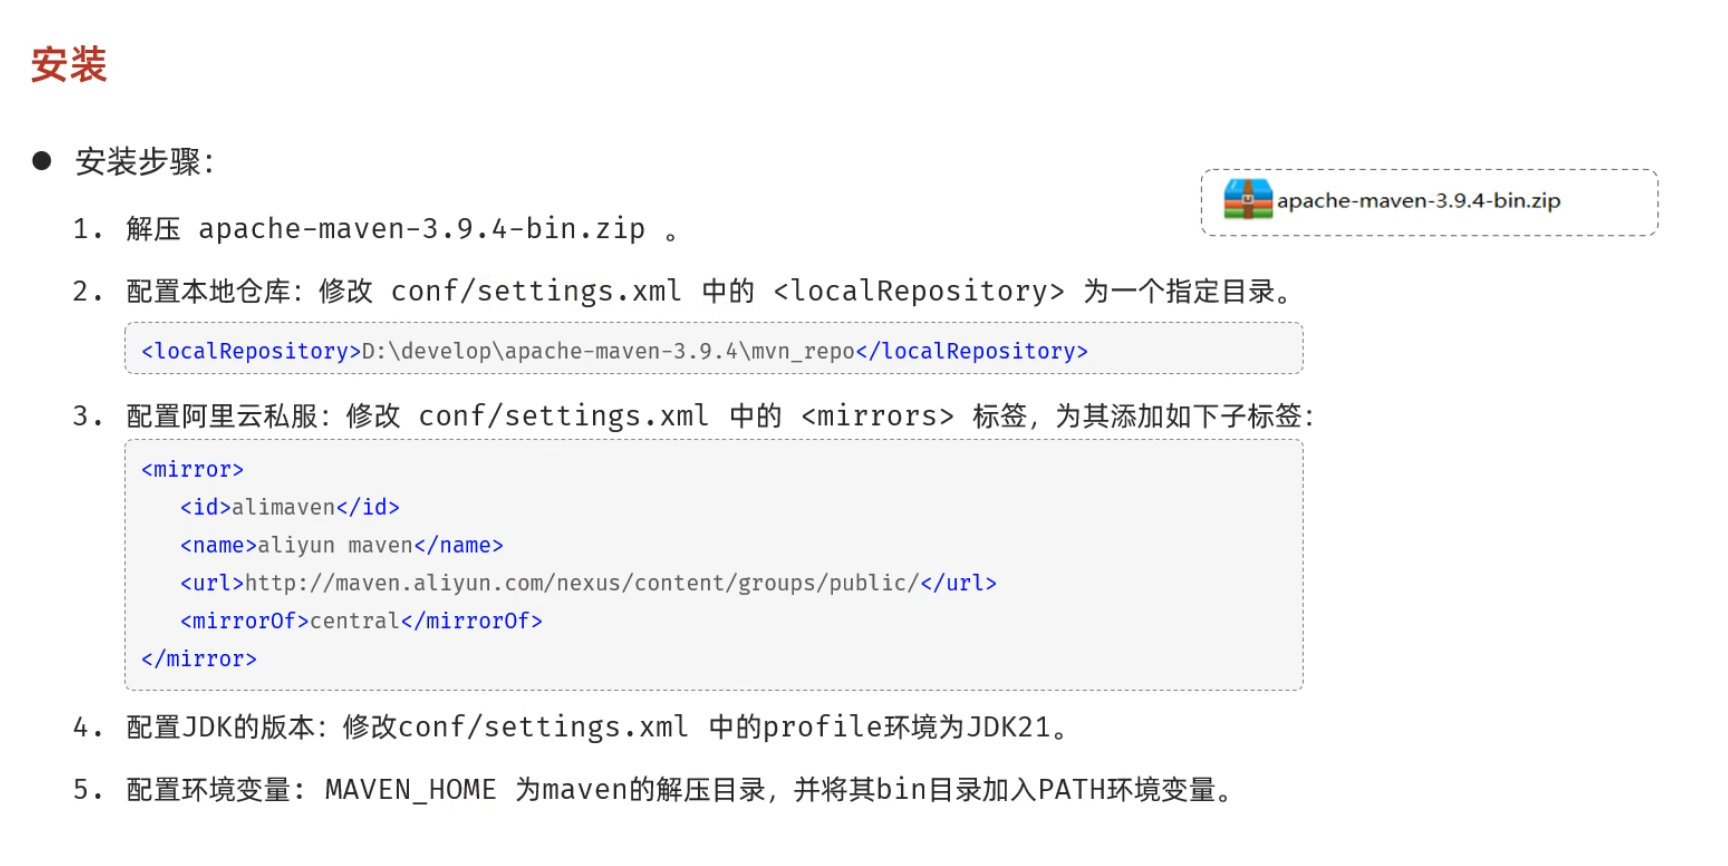 安装
● 安装步骤：
apache-maven-3.9.4-bin.zip
1. 解压 apache-maven-3.9.4-bin.zip 。
2. 配置本地仓库：修改 conf/settings.xml 中的 <localRepository> 为一个指定目录。
<localRepository>D:\develop\apache-maven-3.9.4\mvn_repo</localRepository>
3. 配置阿里云私服：修改 conf/settings.xml 中的 <mirrors> 标签，为其添加如下子标签：
<mirror>
<id>alimaven</id>
<name>aliyun maven</name>
<url>http://maven.aliyun.com/nexus/content/groups/public/</url>
<mirrorOf>central</mirrorOf>
</mirror>
4. 配置JDK的版本：修改conf/settings.xml 中的profile环境为JDK21。
5. 配置环境变量: MAVEN_HOME 为maven的解压目录，并将其bin目录加入PATH环境变量。